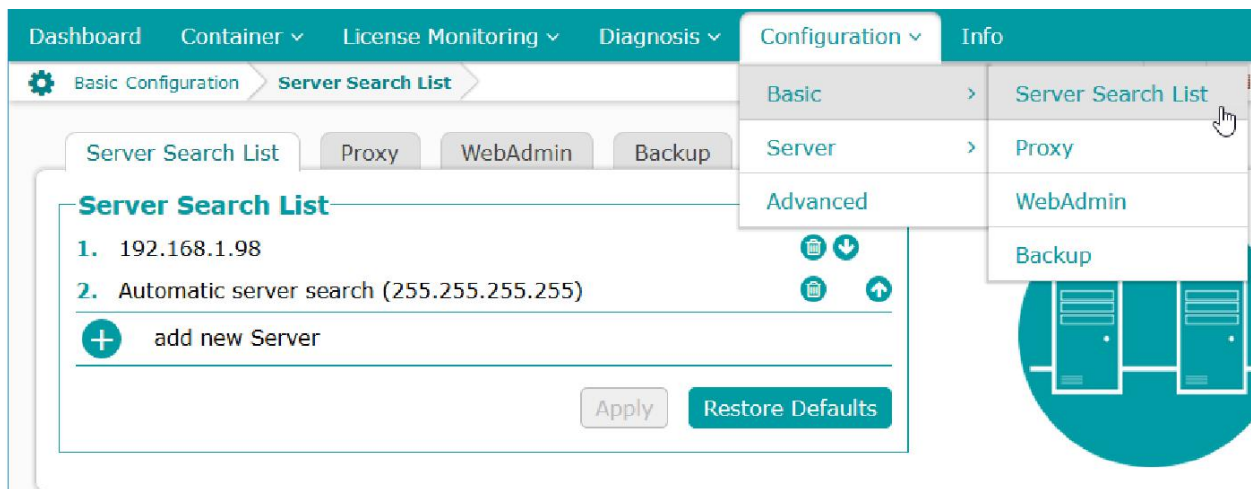 Dashboard Container License Monitoring Diagnosis Configuration Info
Basic Configuration Server Search List
Basic
Server Search List
Server
Proxy
Advanced
WebAdmin
Backup
Server Search List Proxy WebAdmin Backup
Server Search List
1. 192.168.1.98
2. Automatic server search (255.255.255.255)
add new Server
Apply Restore Defaults